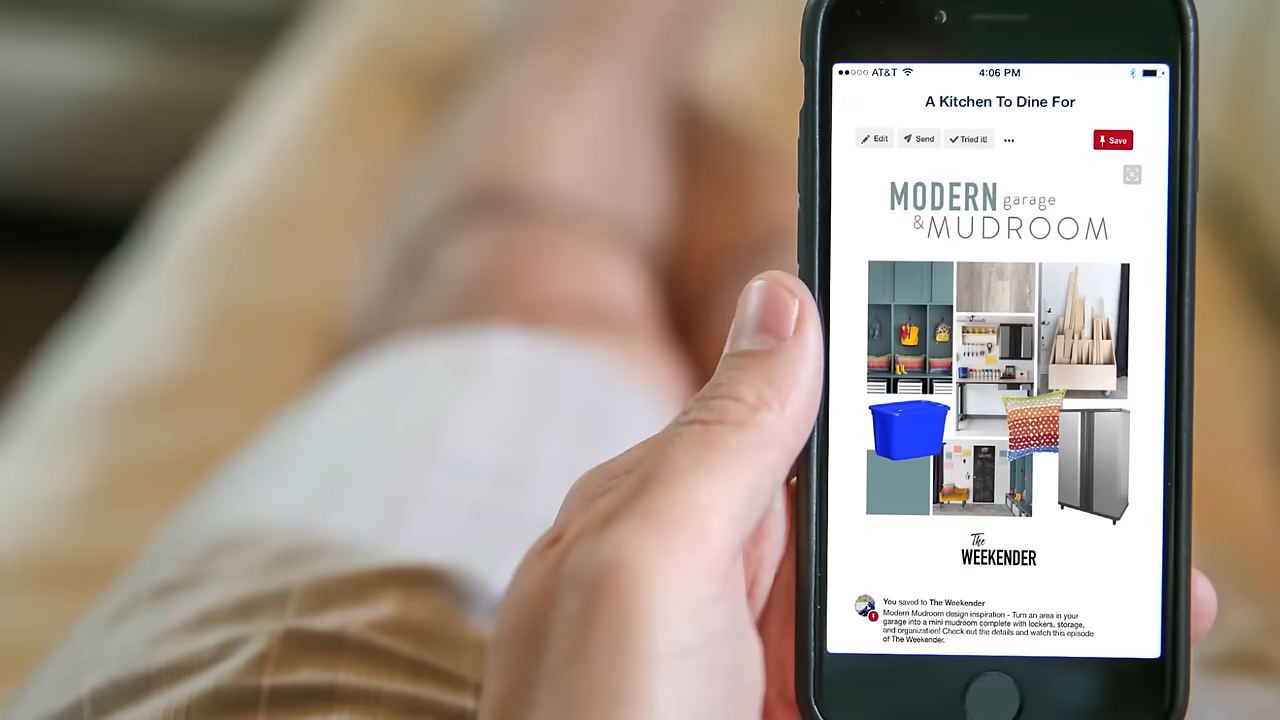 AT&T 4:06 PM
A Kitchen To Dine For
Edit Send Tried it! Save
MODERN garage
& MUDROOM
The
WEEKENDER
You saved to The Weekender
Modern Mudroom design inspiration - Turn an area in your
garage into a mini mudroom complete with lockers, storage,
and organization! Check out the details and watch this episode
of The Weekender.